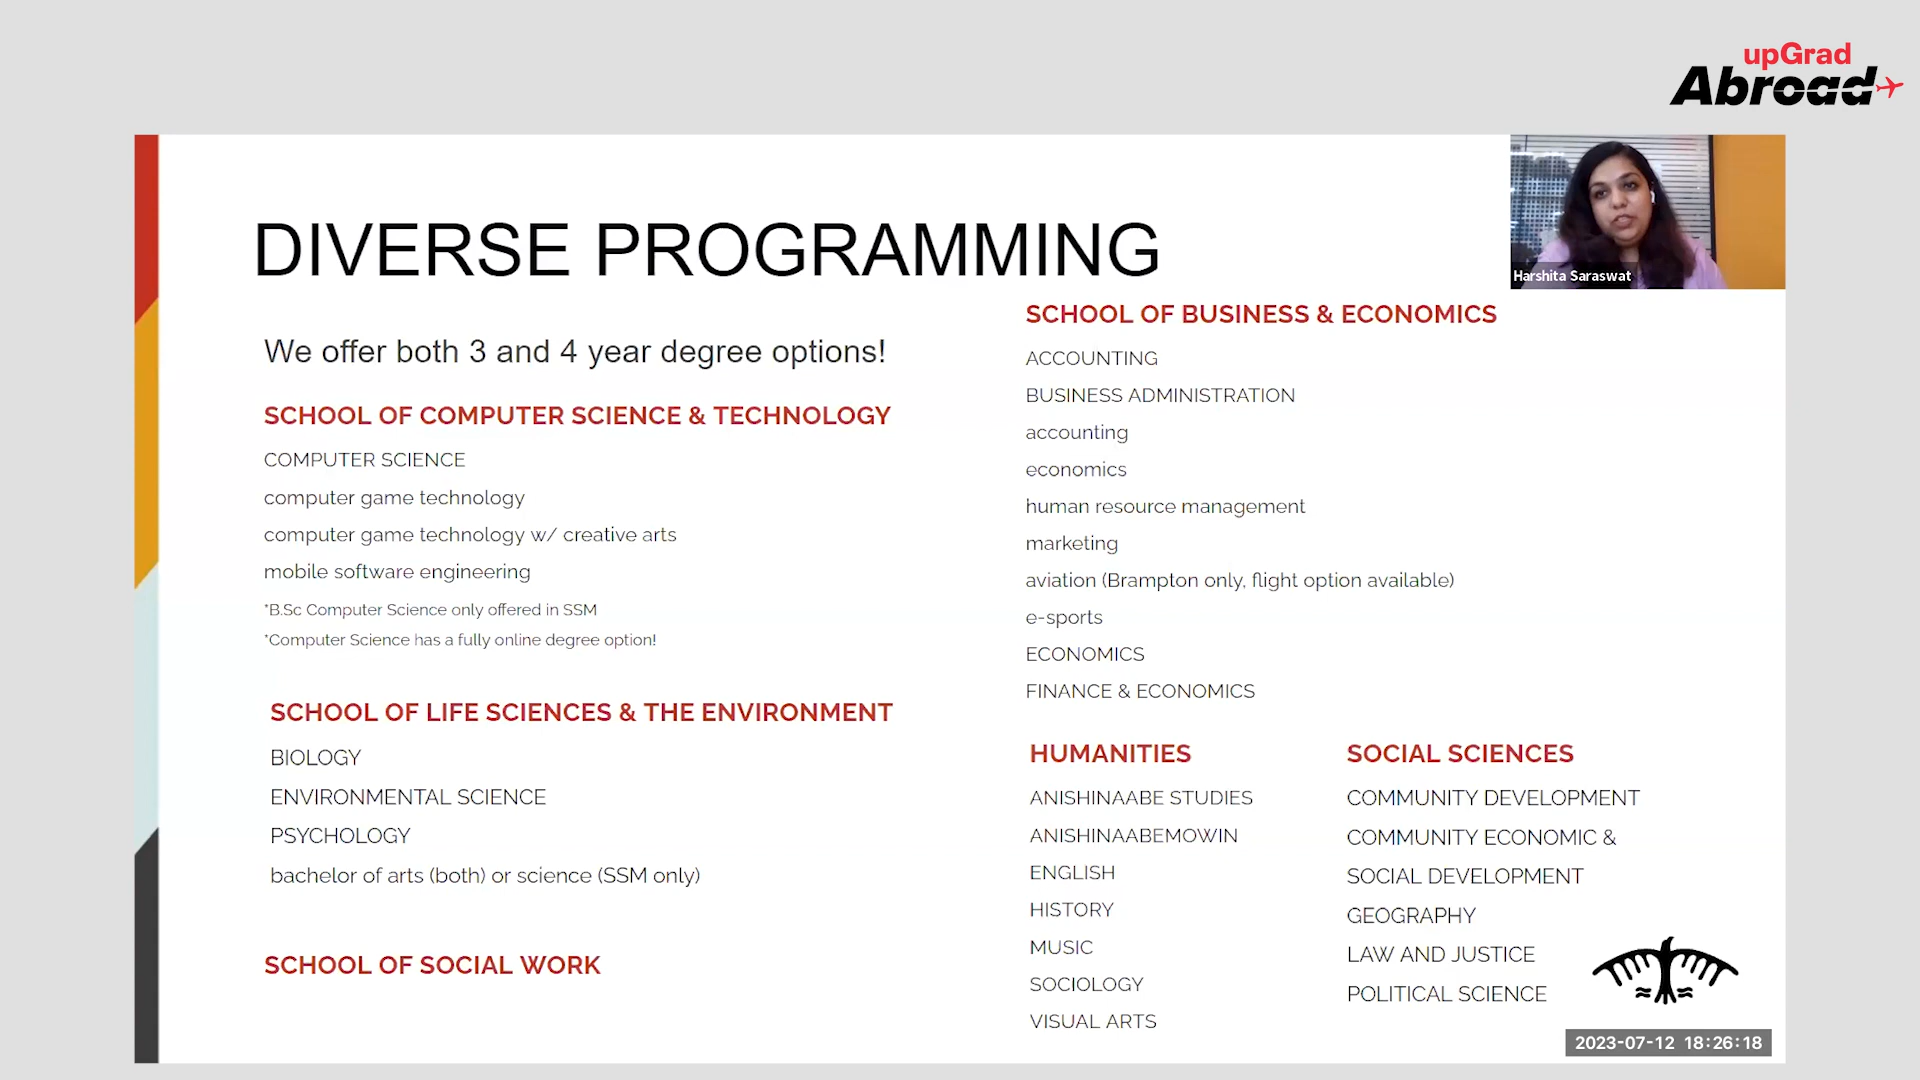 upGrad
Abroad
Harshita Saraswat
DIVERSE PROGRAMMING
We offer both 3 and 4 year degree options!
SCHOOL OF COMPUTER SCIENCE & TECHNOLOGY
COMPUTER SCIENCE
computer game technology
computer game technology w/ creative arts
mobile software engineering
*B.Sc Computer Science only offered in SSM
*Computer Science has a fully online degree option!
SCHOOL OF LIFE SCIENCES & THE ENVIRONMENT
BIOLOGY
ENVIRONMENTAL SCIENCE
PSYCHOLOGY
bachelor of arts (both) or science (SSM only)
SCHOOL OF SOCIAL WORK
SCHOOL OF BUSINESS & ECONOMICS
ACCOUNTING
BUSINESS ADMINISTRATION
accounting
economics
human resource management
marketing
aviation (Brampton only, flight option available)
e-sports
ECONOMICS
FINANCE & ECONOMICS
HUMANITIES
ANISHINAABE STUDIES
ANISHINAABEMOWIN
ENGLISH
HISTORY
MUSIC
SOCIOLOGY
VISUAL ARTS
SOCIAL SCIENCES
COMMUNITY DEVELOPMENT
COMMUNITY ECONOMIC &
SOCIAL DEVELOPMENT
GEOGRAPHY
LAW AND JUSTICE
POLITICAL SCIENCE
2023-07-12 18:26:18